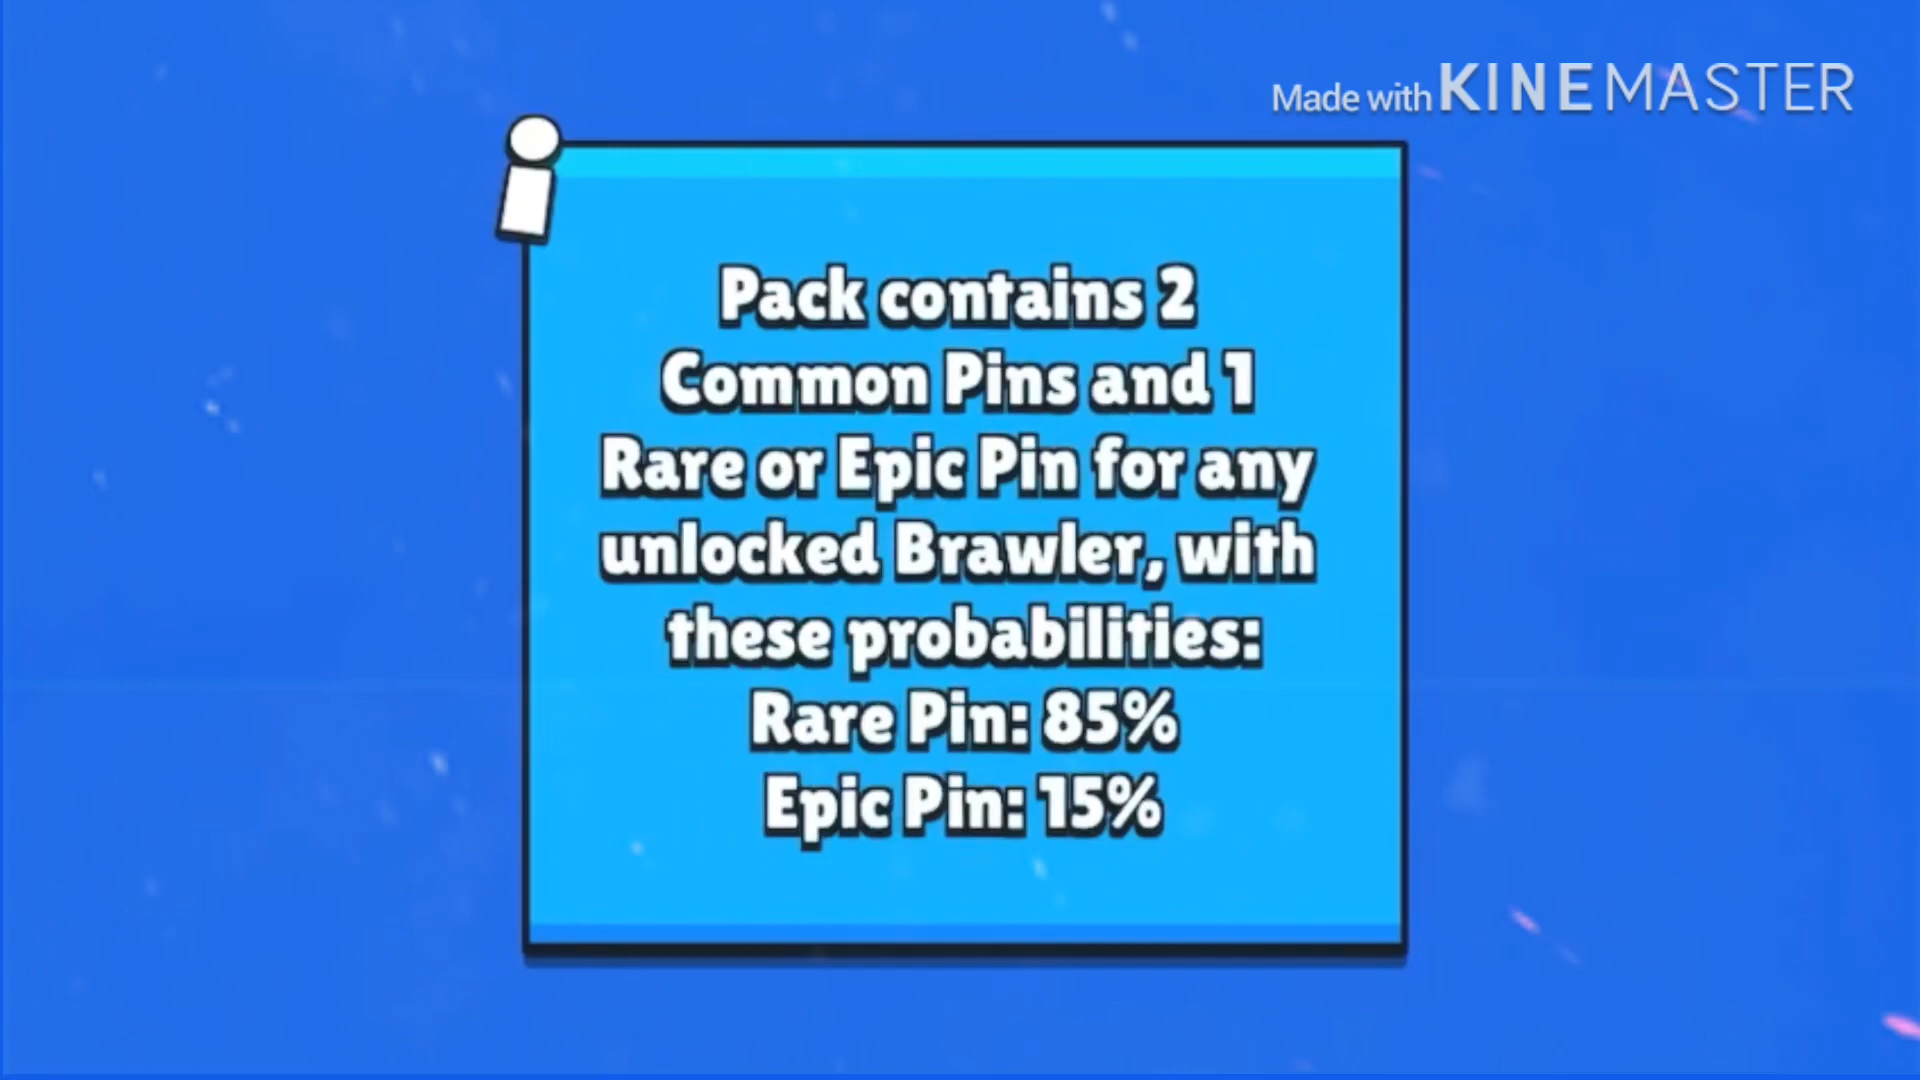 Made with KINEMASTER
Pack contains 2
Common Pins and 1
Rare or Epic Pin for any
unlocked Brawler, with
these probabilities:
Rare Pin: 85%
Epic Pin: 15%